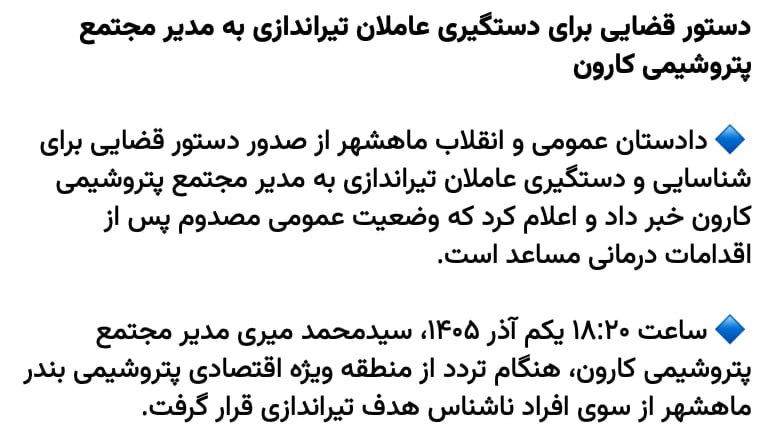 دستور قضایی برای دستگیری عاملان تیراندازی به مدیر مجتمع
پتروشیمی کارون
🔷 دادستان عمومی و انقلاب ماهشهر از صدور دستور قضایی برای
شناسایی و دستگیری عاملان تیراندازی به مدیر مجتمع پتروشیمی
کارون خبر داد و اعلام کرد که وضعیت عمومی مصدوم پس از
اقدامات درمانی مساعد است.
🔷 ساعت ۱۸:۲۰ یکم آذر ۱۴۰۵، سیدمحمد میری مدیر مجتمع
پتروشیمی کارون، هنگام تردد از منطقه ویژه اقتصادی پتروشیمی بندر
ماهشهر از سوی افراد ناشناس هدف تیراندازی قرار گرفت.